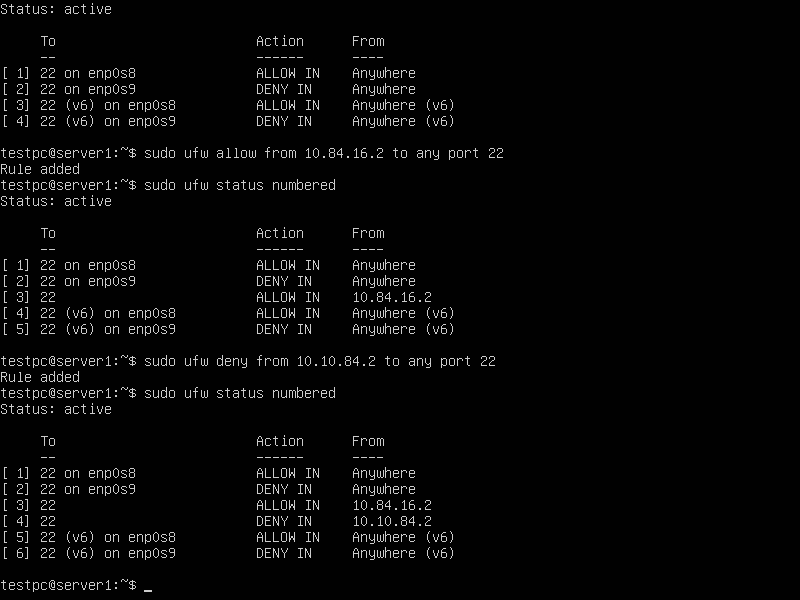 Status: active
     To                         Action      From
     --                         ------      ----
[ 1] 22 on enp0s8               ALLOW IN    Anywhere
[ 2] 22 on enp0s9               DENY IN     Anywhere
[ 3] 22 (v6) on enp0s8          ALLOW IN    Anywhere (v6)
[ 4] 22 (v6) on enp0s9          DENY IN     Anywhere (v6)
testpc@server1:~$ sudo ufw allow from 10.84.16.2 to any port 22
Rule added
testpc@server1:~$ sudo ufw status numbered
Status: active
     To                         Action      From
     --                         ------      ----
[ 1] 22 on enp0s8               ALLOW IN    Anywhere
[ 2] 22 on enp0s9               DENY IN     Anywhere
[ 3] 22                         ALLOW IN    10.84.16.2
[ 4] 22 (v6) on enp0s8          ALLOW IN    Anywhere (v6)
[ 5] 22 (v6) on enp0s9          DENY IN     Anywhere (v6)
testpc@server1:~$ sudo ufw deny from 10.10.84.2 to any port 22
Rule added
testpc@server1:~$ sudo ufw status numbered
Status: active
     To                         Action      From
     --                         ------      ----
[ 1] 22 on enp0s8               ALLOW IN    Anywhere
[ 2] 22 on enp0s9               DENY IN     Anywhere
[ 3] 22                         ALLOW IN    10.84.16.2
[ 4] 22                         DENY IN     10.10.84.2
[ 5] 22 (v6) on enp0s8          ALLOW IN    Anywhere (v6)
[ 6] 22 (v6) on enp0s9          DENY IN     Anywhere (v6)
testpc@server1:~$ _